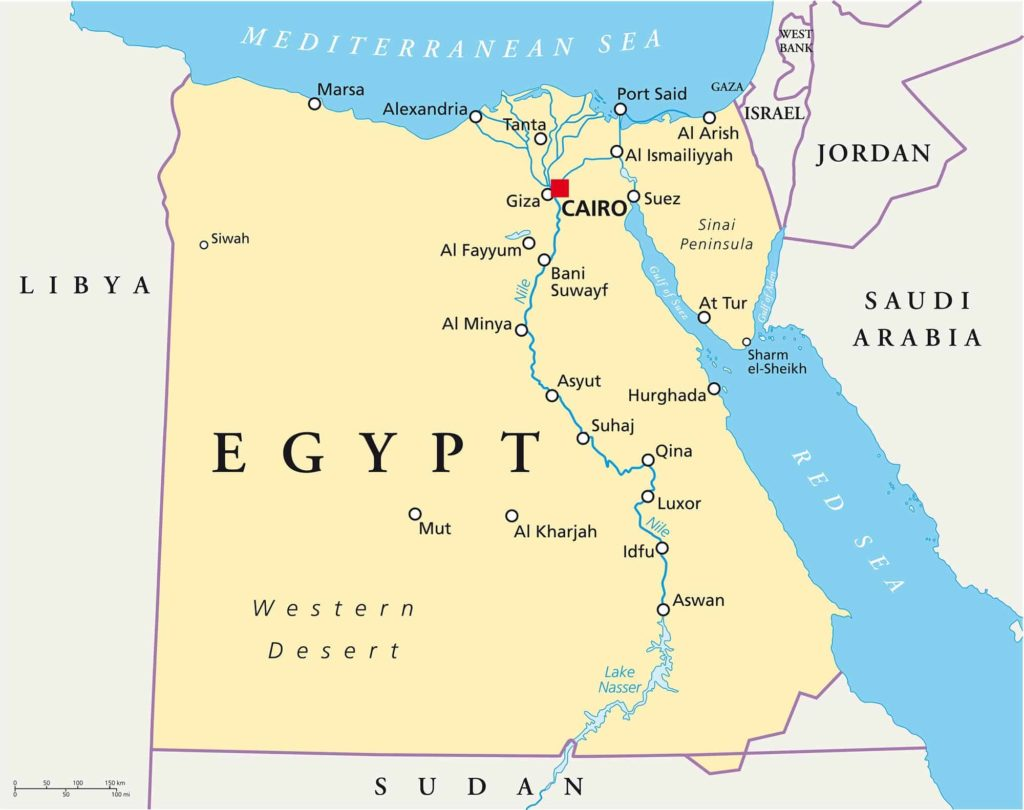 MEDITERRANEAN SEA
WEST
BANK
GAZA
ISRAEL
JORDAN
Marsa
Alexandria
Tanta
Port Said
Al Arish
Al Ismailiyyah
Giza
CAIRO
Suez
Sinai
Peninsula
Siwah
Al Fayyum
Bani
Suwayf
Nile
Gulf of Suez
Gulf of Aden
LIBYA
SAUDI
ARABIA
Al Minya
At Tur
Sharm
el-Sheikh
Asyut
Hurghada
Suhaj
EGYPT
Qina
RED SEA
Luxor
Mut
Al Kharjah
Nile
Idfu
Aswan
Western
Desert
Lake
Nasser
SUDAN
0 50 100 150 km
0 50 100 mi